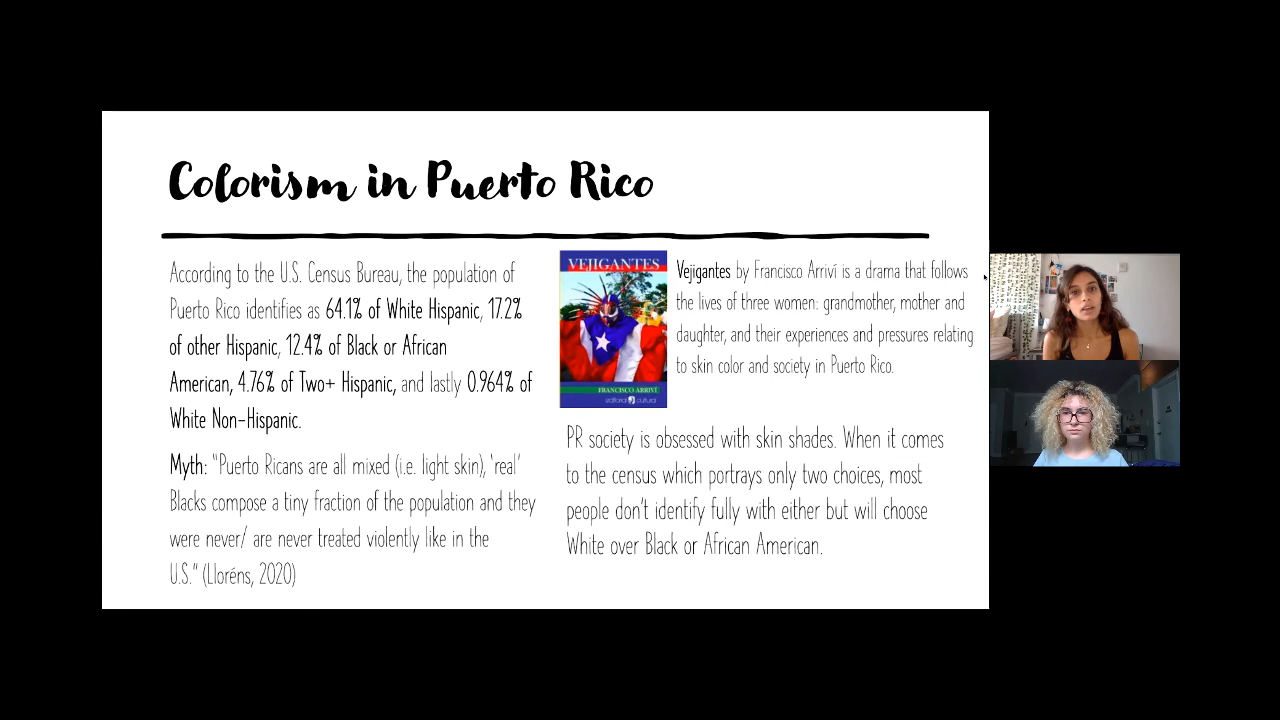 Colorism in Puerto Rico
According to the U.S. Census Bureau, the population of
Puerto Rico identifies as 64.1% of White Hispanic, 17.2%
of other Hispanic, 12.4% of Black or African
American, 4.76% of Two+ Hispanic, and lastly 0.964% of
White Non-Hispanic.
Myth: "Puerto Ricans are all mixed (i.e. light skin), 'real'
Blacks compose a tiny fraction of the population and they
were never/ are never treated violently like in the
U.S." (Lloréns, 2020)
VEJIGANTES
FRANCISCO ARRIVÍ
editorial cultural
Vejigantes by Francisco Arriví is a drama that follows
the lives of three women: grandmother, mother and
daughter, and their experiences and pressures relating
to skin color and society in Puerto Rico.
PR society is obsessed with skin shades. When it comes
to the census which portrays only two choices, most
people don't identify fully with either but will choose
White over Black or African American.